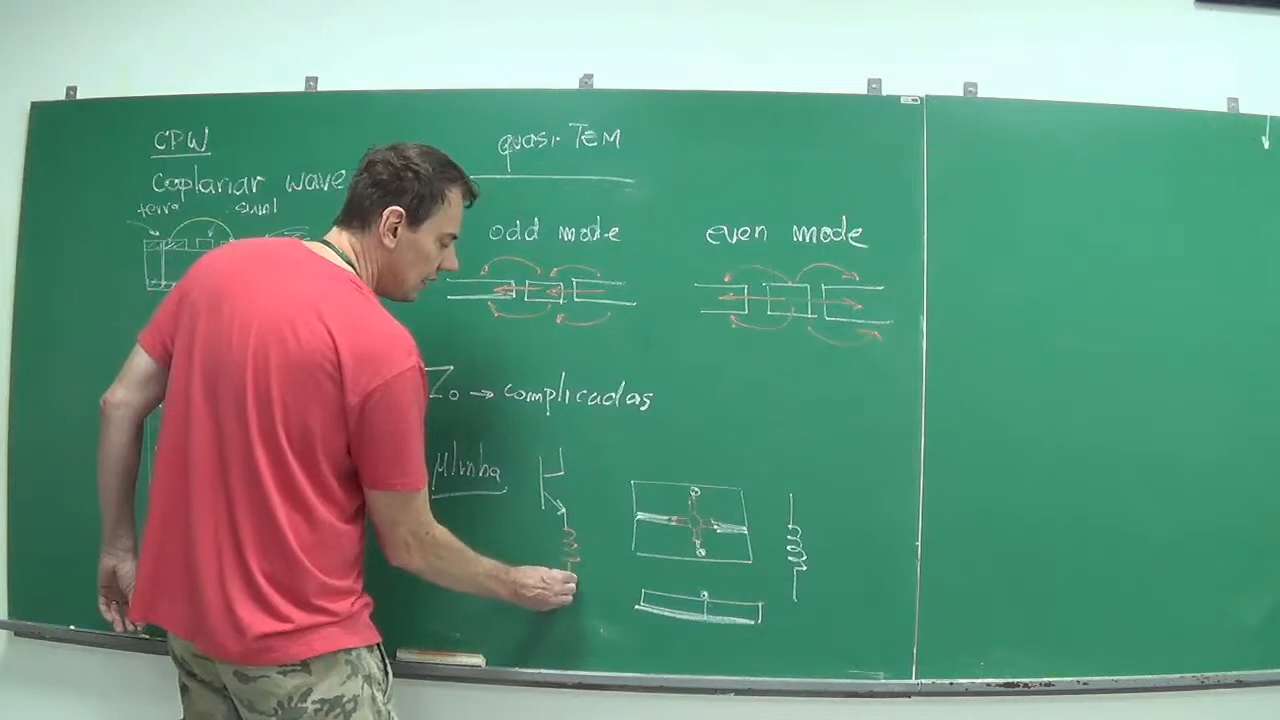 CPW
Coplanar wave
terra
sinal
quasi-TEM
odd mode
even mode
Z₀ → complicadas
μlinha